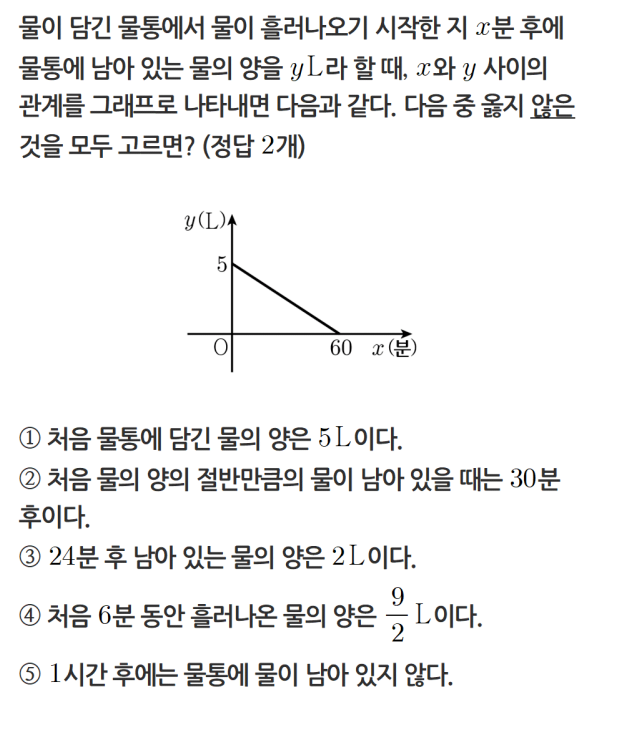 물이 담긴 물통에서 물이 흘러나오기 시작한 지 x분 후에
물통에 남아 있는 물의 양을 y L라 할 때, x와 y 사이의
관계를 그래프로 나타내면 다음과 같다. 다음 중 옳지 않은
것을 모두 고르면? (정답 2개)
y(L)
5
O
60 x(분)
① 처음 물통에 담긴 물의 양은 5 L이다.
② 처음 물의 양의 절반만큼의 물이 남아 있을 때는 30분
후이다.
③ 24분 후 남아 있는 물의 양은 2 L이다.
④ 처음 6분 동안 흘러나온 물의 양은 9/2 L이다.
⑤ 1시간 후에는 물통에 물이 남아 있지 않다.